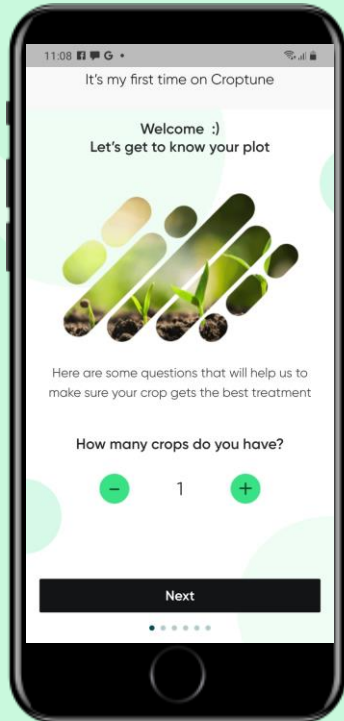 11:08
It's my first time on Croptune
Welcome :)
Let's get to know your plot
Here are some questions that will help us to
make sure your crop gets the best treatment
How many crops do you have?
- 1 +
Next